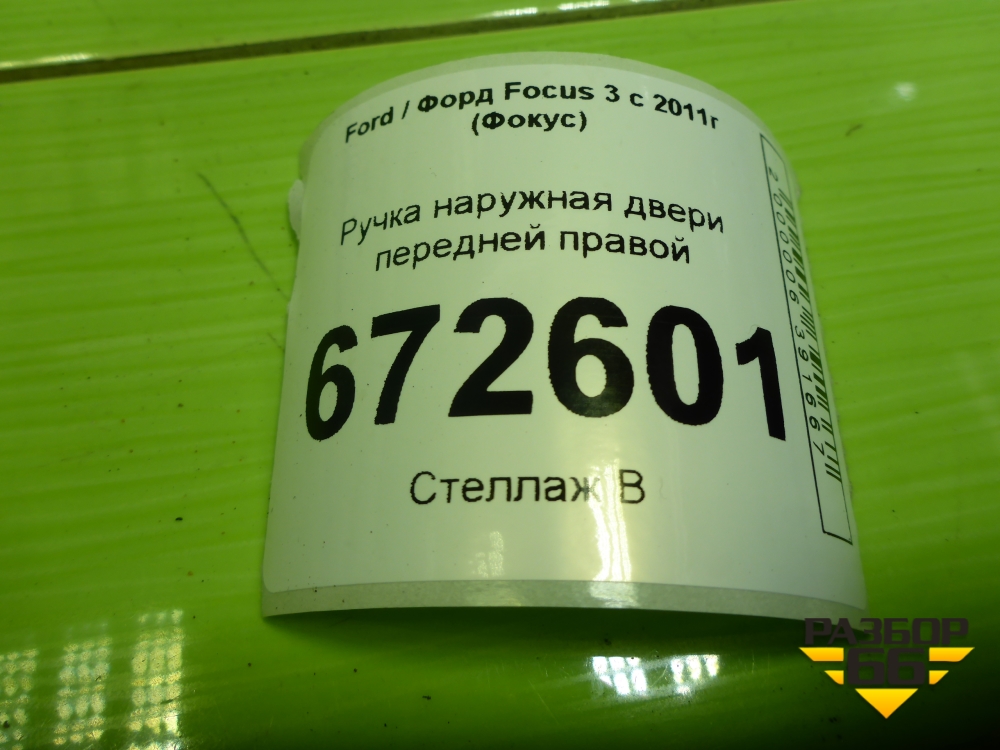 Ford / Форд Focus 3 с 2011г
(Фокус)
Ручка наружная двери
передней правой
672601
Стеллаж В
2000006391667
РАЗБОР
66